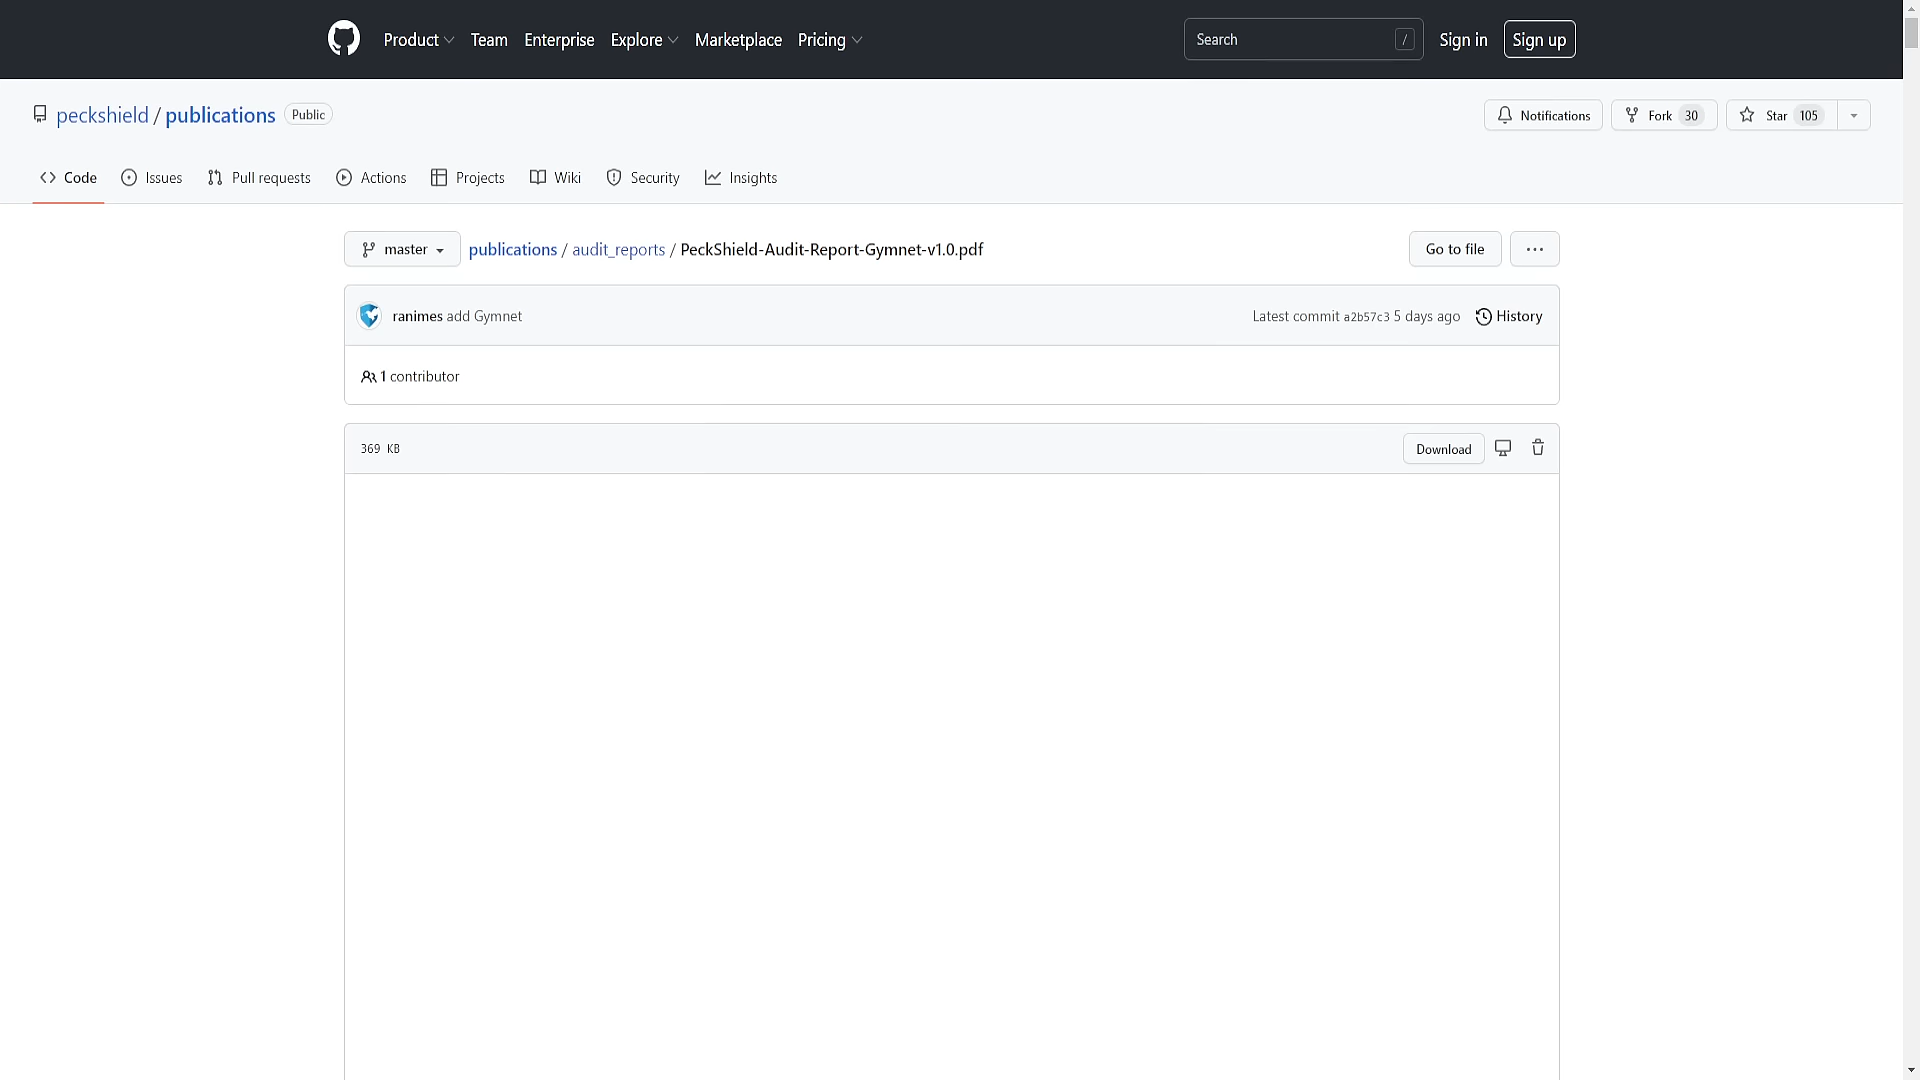 Product Team Enterprise Explore Marketplace Pricing Search / Sign in Sign up
peckshield / publications Public Notifications Fork 30 Star 105
Code Issues Pull requests Actions Projects Wiki Security Insights
master publications / audit_reports / PeckShield-Audit-Report-Gymnet-v1.0.pdf Go to file ...
ranimes add Gymnet Latest commit a2b57c3 5 days ago History
1 contributor
369 KB Download